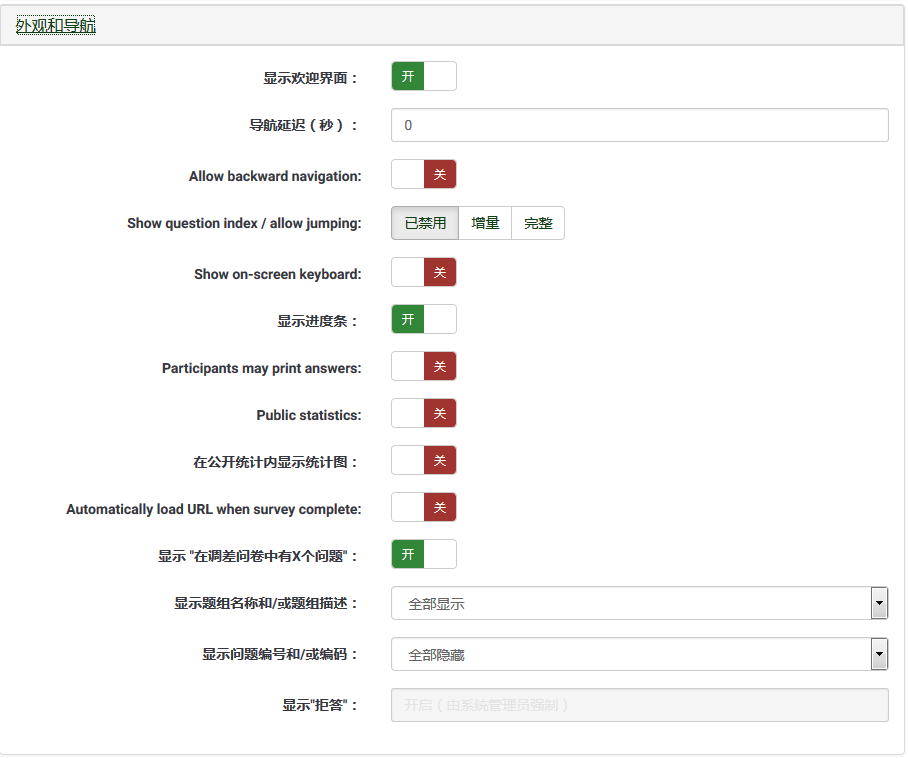 外观和导航
显示欢迎界面： 开
导航延迟（秒）： 0
Allow backward navigation: 关
Show question index / allow jumping: 已禁用 增量 完整
Show on-screen keyboard: 关
显示进度条： 开
Participants may print answers: 关
Public statistics: 关
在公开统计内显示统计图： 关
Automatically load URL when survey complete: 关
显示 "在调差问卷中有X个问题"： 开
显示题组名称和/或题组描述： 全部显示
显示问题编号和/或编码： 全部隐藏
显示"拒答"： 开启（由系统管理员强制）